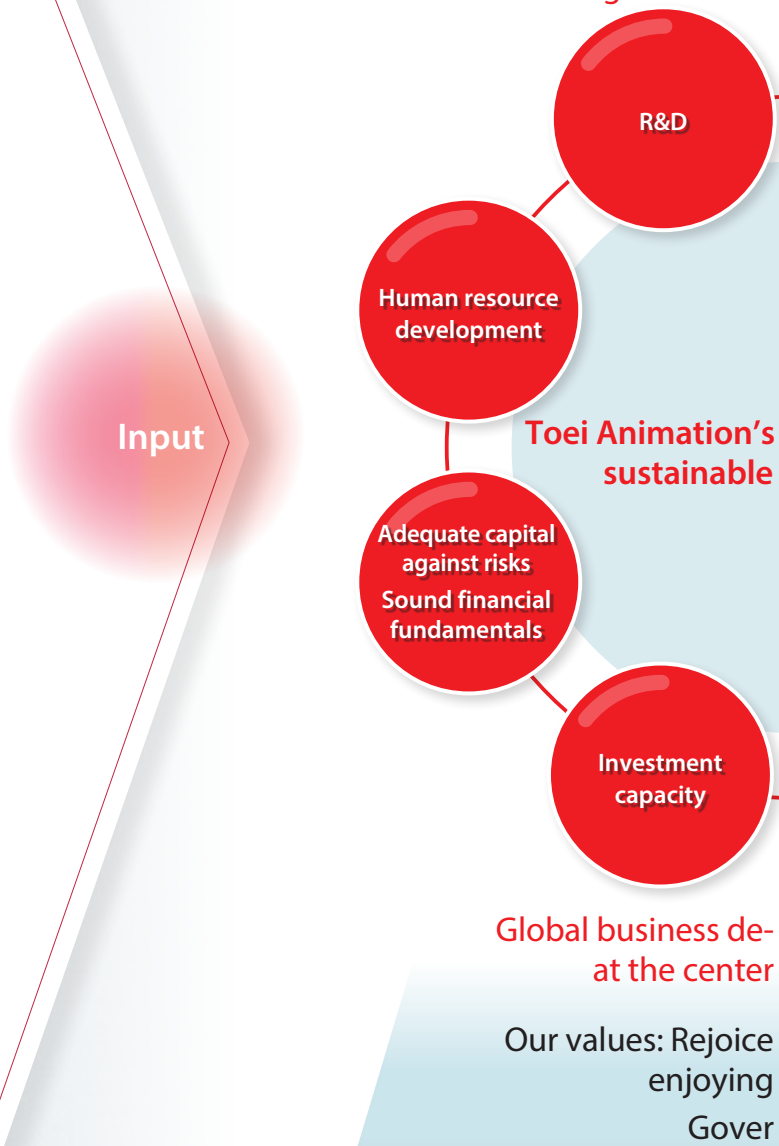 R&D
Human resource
development
Input
Toei Animation's
sustainable
Adequate capital
against risks
Sound financial
fundamentals
Investment
capacity
Global business de-
at the center
Our values: Rejoice
enjoying
Gover